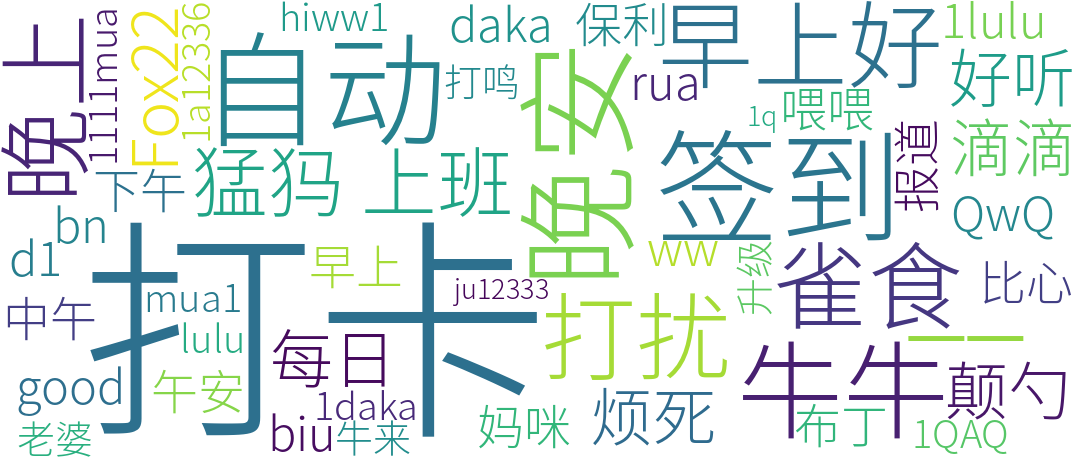 晚上
1111mua
Fox22
1a12336
hiww1
自动
daka
打鸣
保利
rua
早上好
1lulu
好听
1q
喂喂
报道
滴滴
下午
猛犸
上班
晚安
签到
QwQ
bn
d1
中午
mua1
lulu
早上
ju12333
ww
升级
雀食
比心
打卡
每日
打扰
一一
good
午安
1daka
老婆
biu
牛来
妈咪
烦死
牛牛
布丁
颠勺
1QAQ